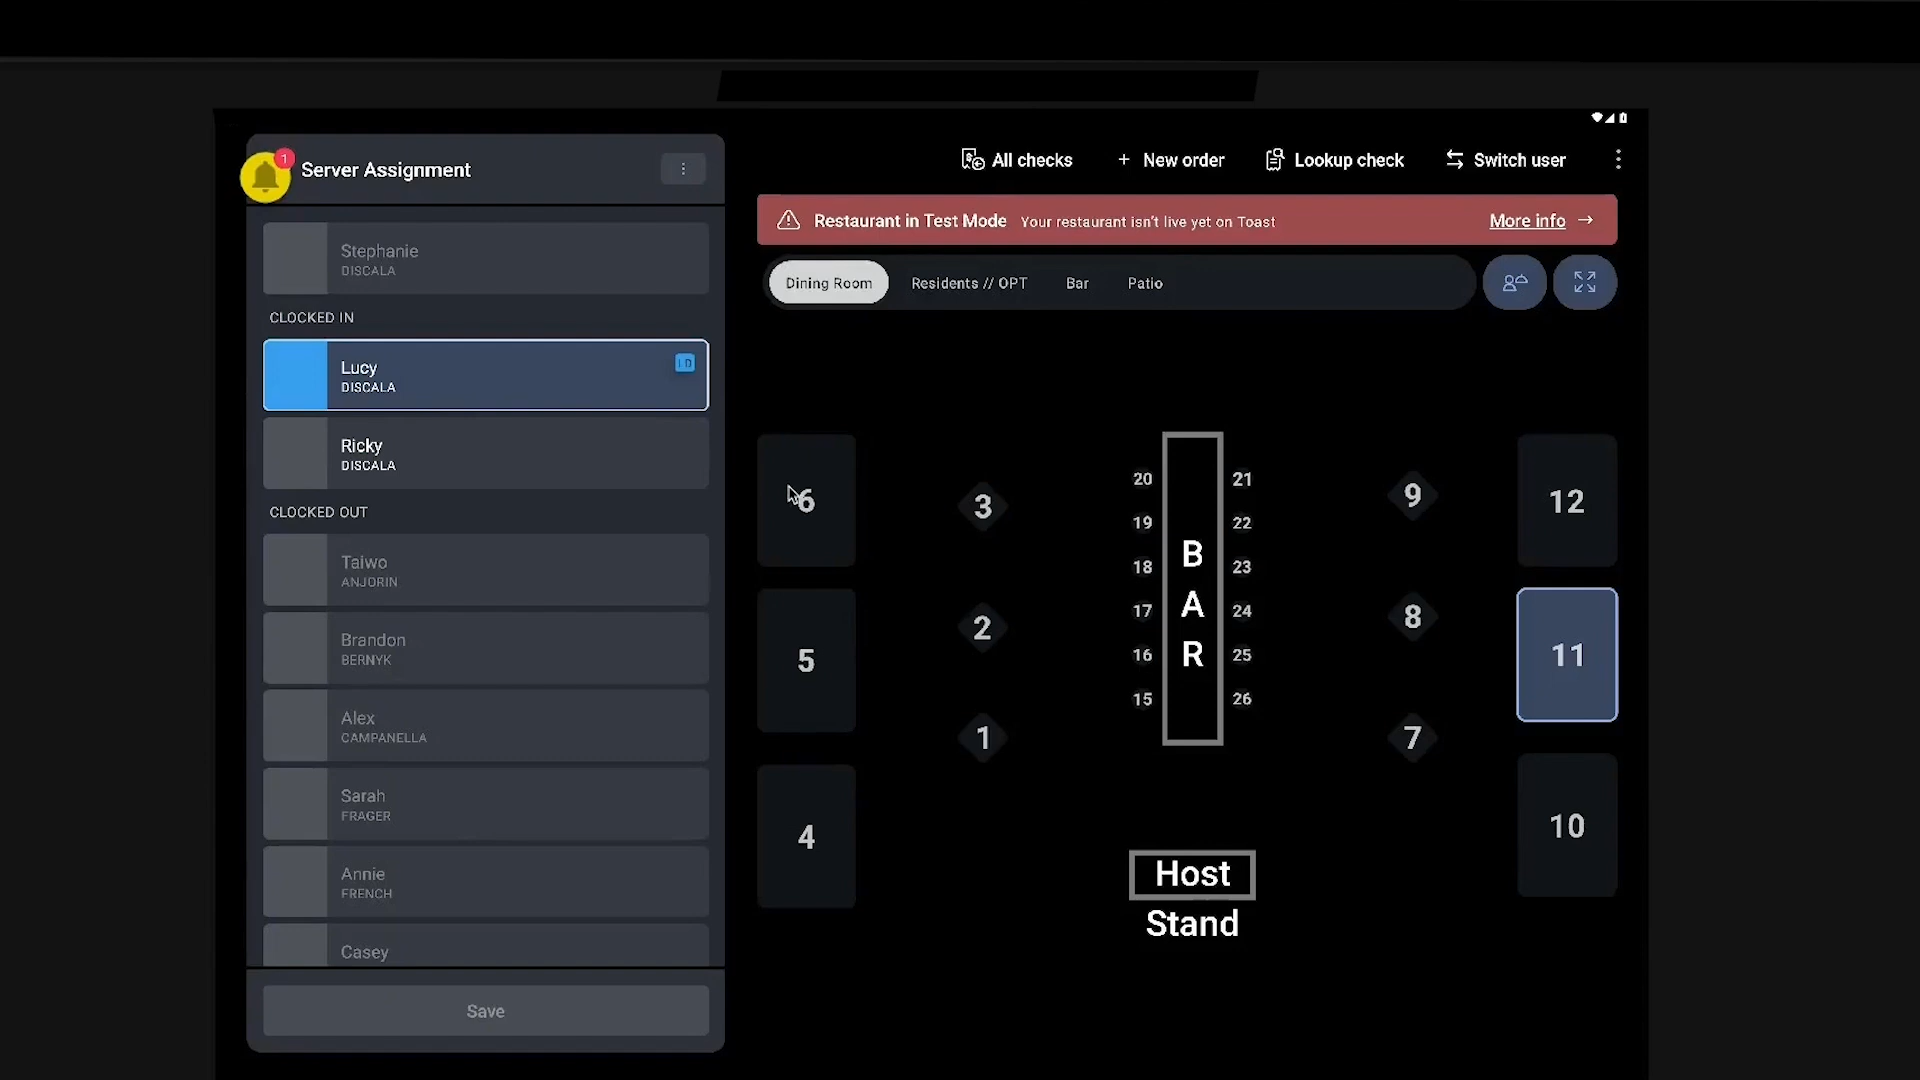 1
Server Assignment
Stephanie
DISCALA
CLOCKED IN
Lucy
DISCALA
LD
Ricky
DISCALA
CLOCKED OUT
Taiwo
ANJORIN
Brandon
BERNYK
Alex
CAMPANELLA
Sarah
FRAGER
Annie
FRENCH
Casey
Save
All checks
+ New order
Lookup check
Switch user
Restaurant in Test Mode Your restaurant isn't live yet on Toast More info →
Dining Room Residents // OPT Bar Patio
6
5
4
3
2
1
20
19
18
17
16
15
B
A
R
21
22
23
24
25
26
9
8
7
12
11
10
Host
Stand